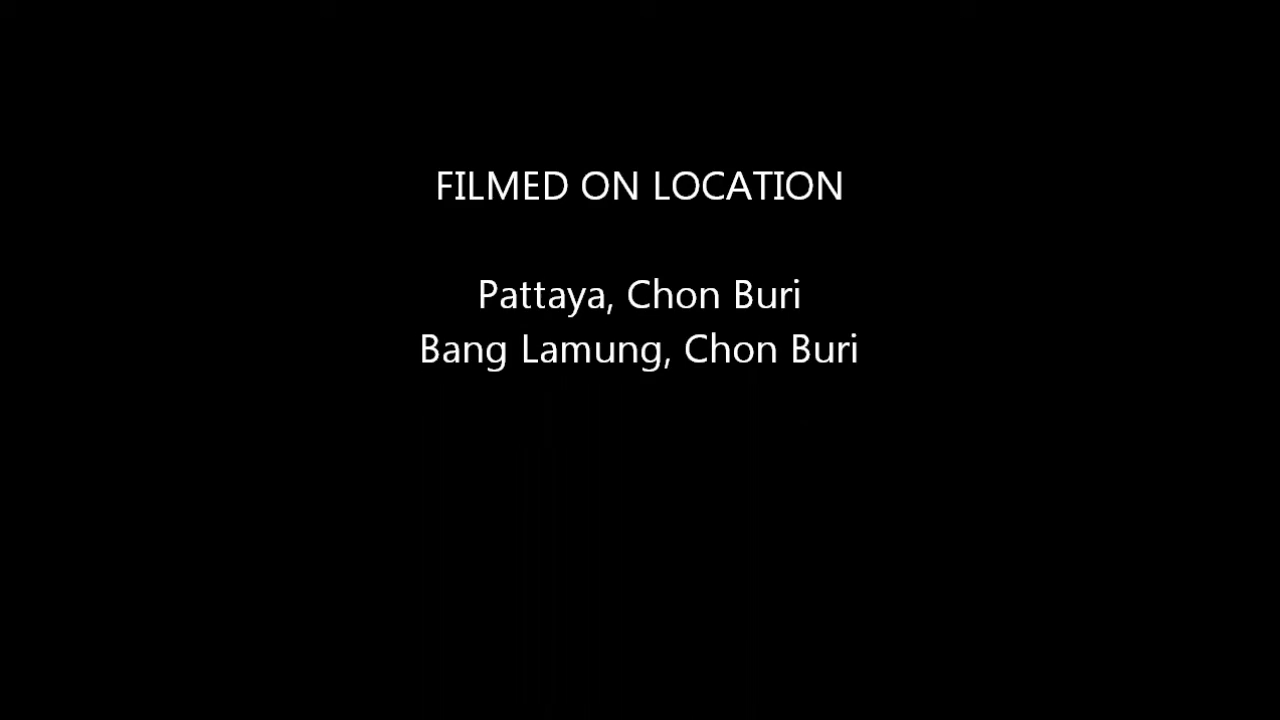 FILMED ON LOCATION
Pattaya, Chon Buri
Bang Lamung, Chon Buri